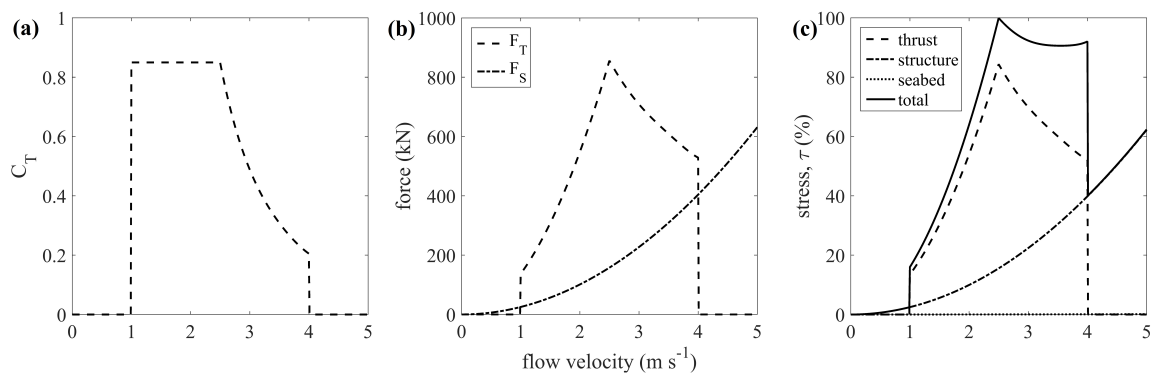 (a)
C_T
1
0.8
0.6
0.4
0.2
0
0 1 2 3 4 5
(b)
force (kN)
1000
800
600
400
200
0
F_T
F_S
0 1 2 3 4 5
flow velocity (m s⁻¹)
(c)
stress, τ (%)
100
80
60
40
20
0
thrust
structure
seabed
total
0 1 2 3 4 5